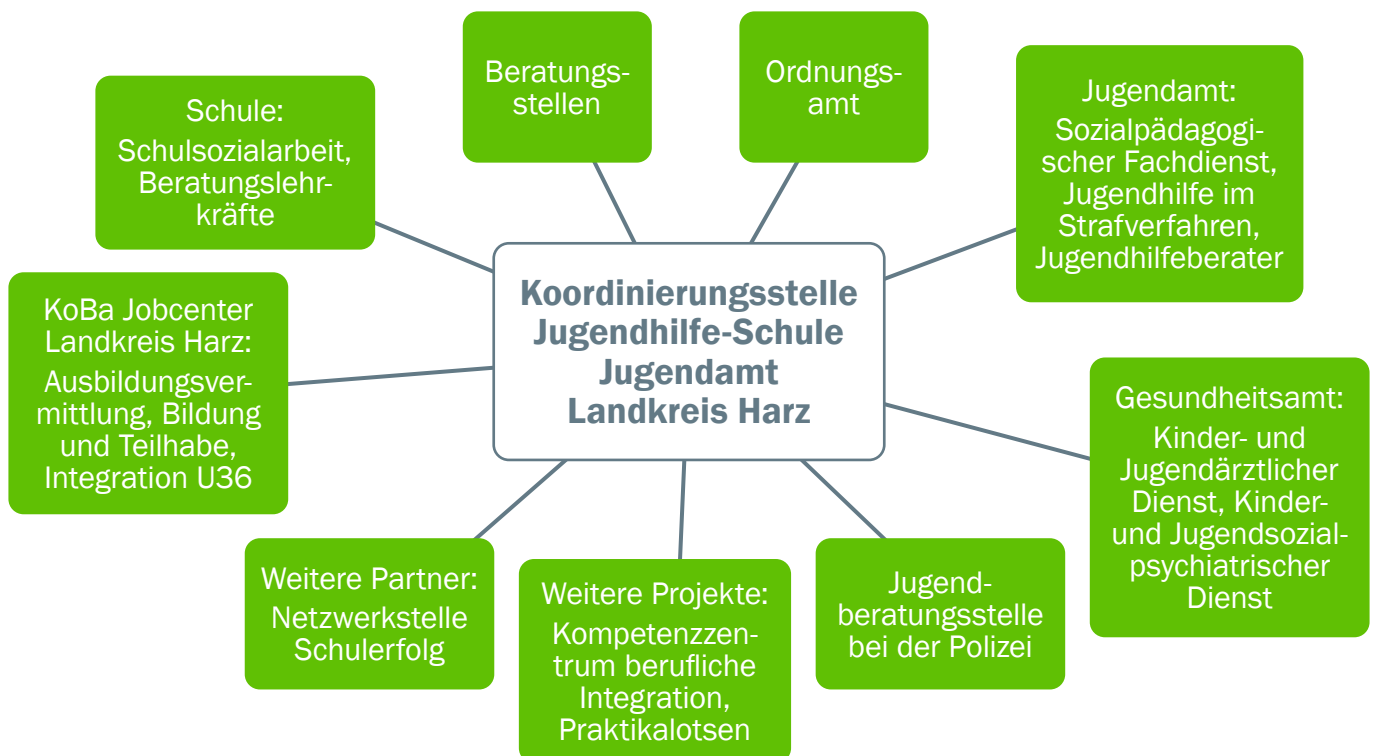 Beratungs-
stellen
Ordnungs-
amt
Schule:
Schulsozialarbeit,
Beratungslehr-
kräfte
Jugendamt:
Sozialpädagogi-
scher Fachdienst,
Jugendhilfe im
Strafverfahren,
Jugendhilfeberater
Koordinierungsstelle
Jugendhilfe-Schule
Jugendamt
Landkreis Harz
KoBa Jobcenter
Landkreis Harz:
Ausbildungsver-
mittlung, Bildung
und Teilhabe,
Integration U36
Gesundheitsamt:
Kinder- und
Jugendärztlicher
Dienst, Kinder-
und Jugendsozial-
psychiatrischer
Dienst
Weitere Partner:
Netzwerkstelle
Schulerfolg
Weitere Projekte:
Kompetenzzen-
trum berufliche
Integration,
Praktikalotsen
Jugend-
beratungsstelle
bei der Polizei